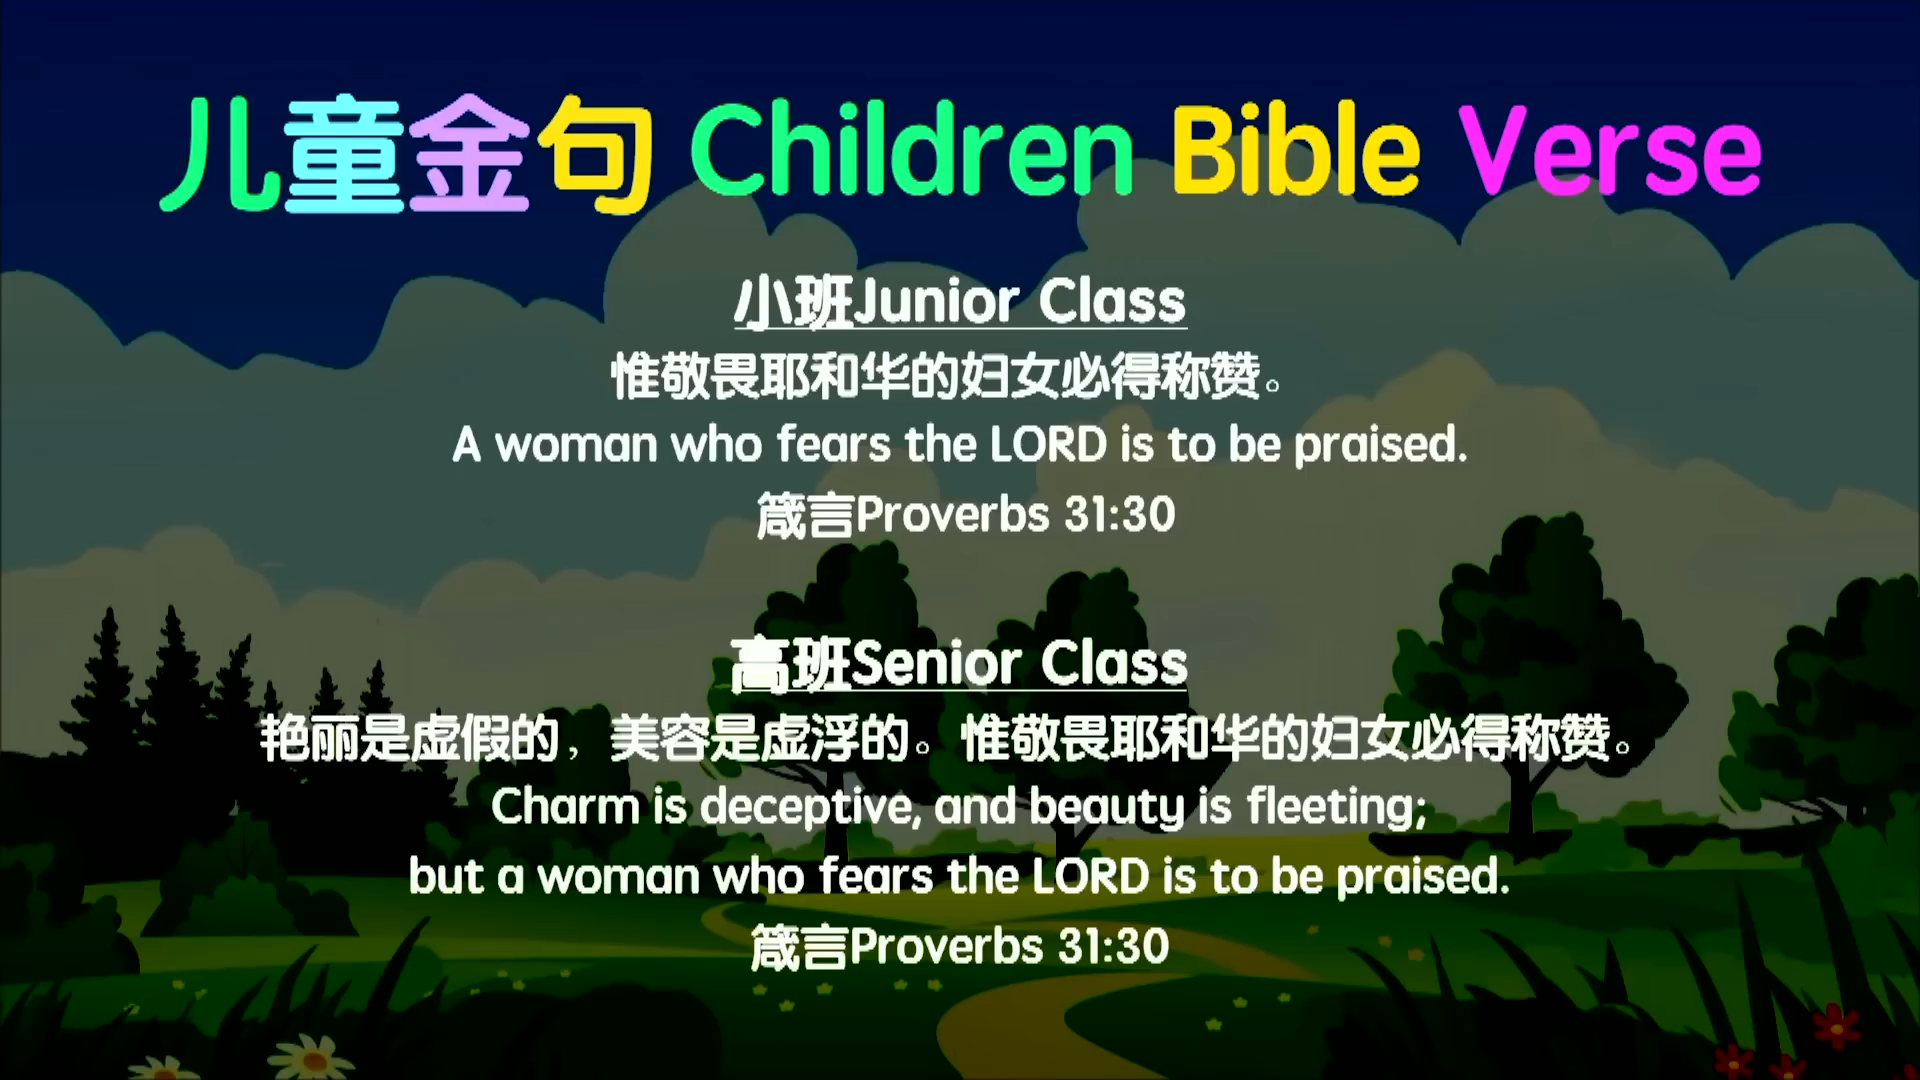 儿童金句 Children Bible Verse
小班Junior Class
惟敬畏耶和华的妇女必得称赞。
A woman who fears the LORD is to be praised.
箴言Proverbs 31:30
高班Senior Class
艳丽是虚假的，美容是虚浮的。惟敬畏耶和华的妇女必得称赞。
Charm is deceptive, and beauty is fleeting;
but a woman who fears the LORD is to be praised.
箴言Proverbs 31:30